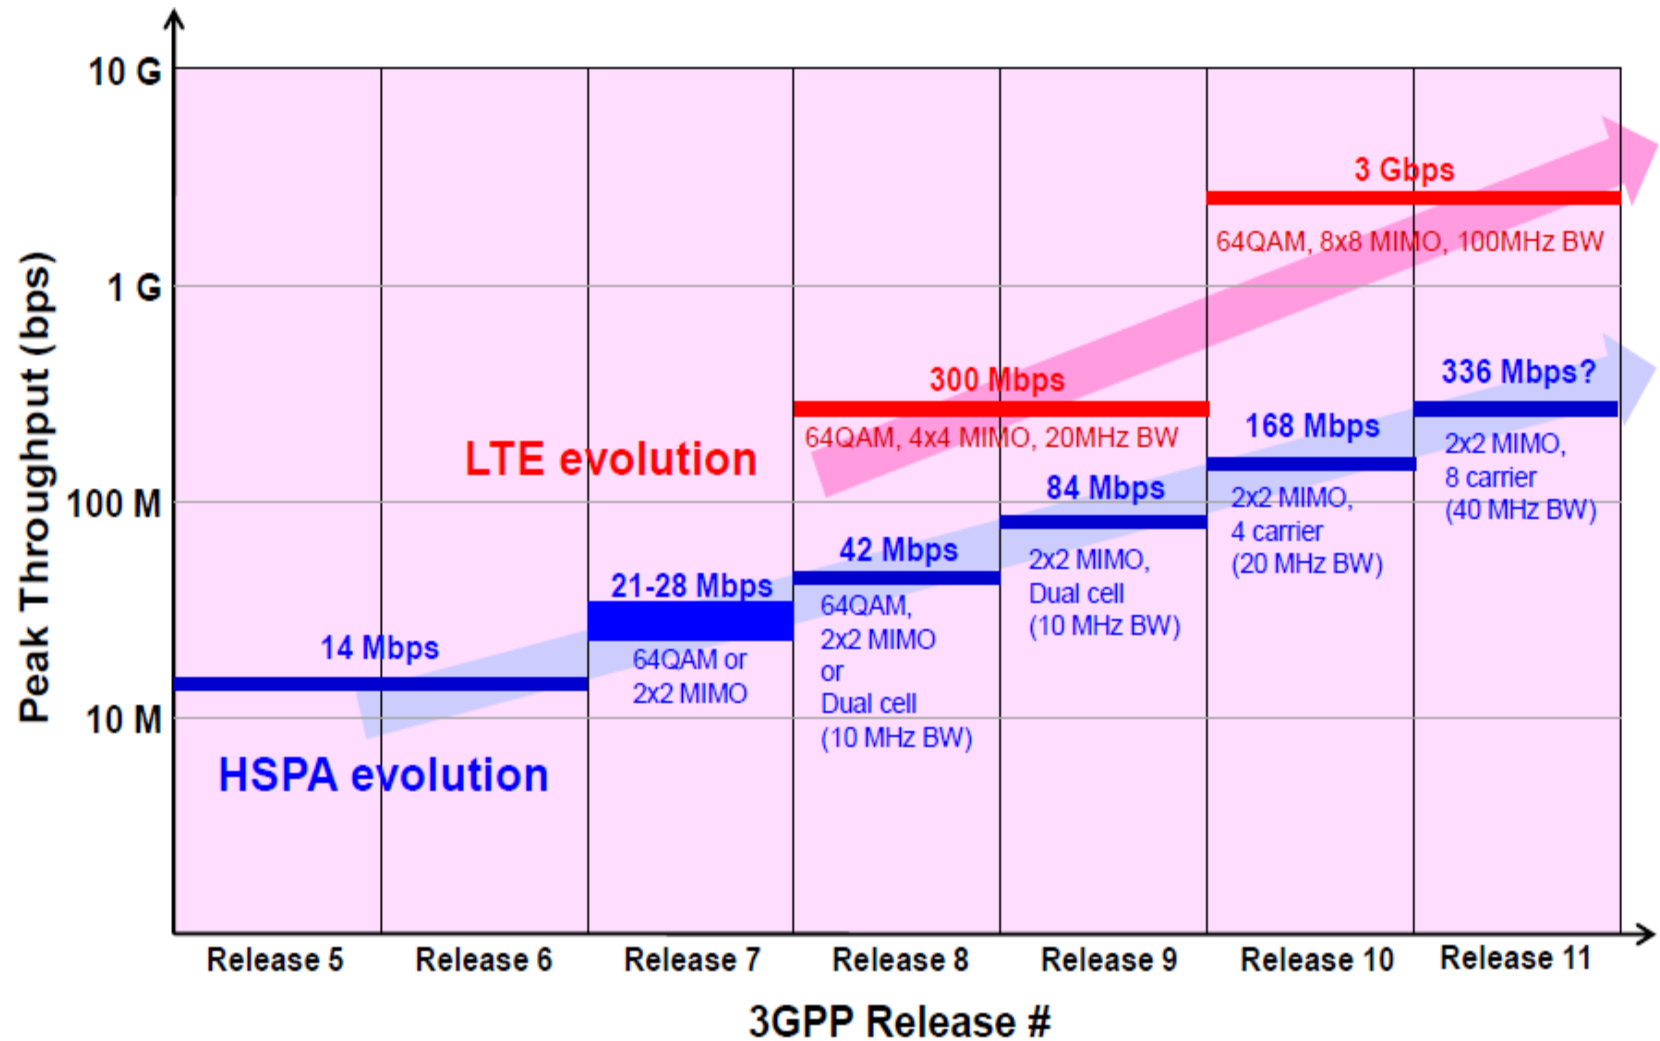 10 G
1 G
100 M
10 M
Peak Throughput (bps)
3 Gbps
64QAM, 8x8 MIMO, 100MHz BW
300 Mbps
64QAM, 4x4 MIMO, 20MHz BW
LTE evolution
336 Mbps?
2x2 MIMO,
8 carrier
(40 MHz BW)
168 Mbps
2x2 MIMO,
4 carrier
(20 MHz BW)
84 Mbps
2x2 MIMO,
Dual cell
(10 MHz BW)
42 Mbps
64QAM,
2x2 MIMO
or
Dual cell
(10 MHz BW)
21-28 Mbps
64QAM or
2x2 MIMO
14 Mbps
HSPA evolution
Release 5
Release 6
Release 7
Release 8
Release 9
Release 10
Release 11
3GPP Release #